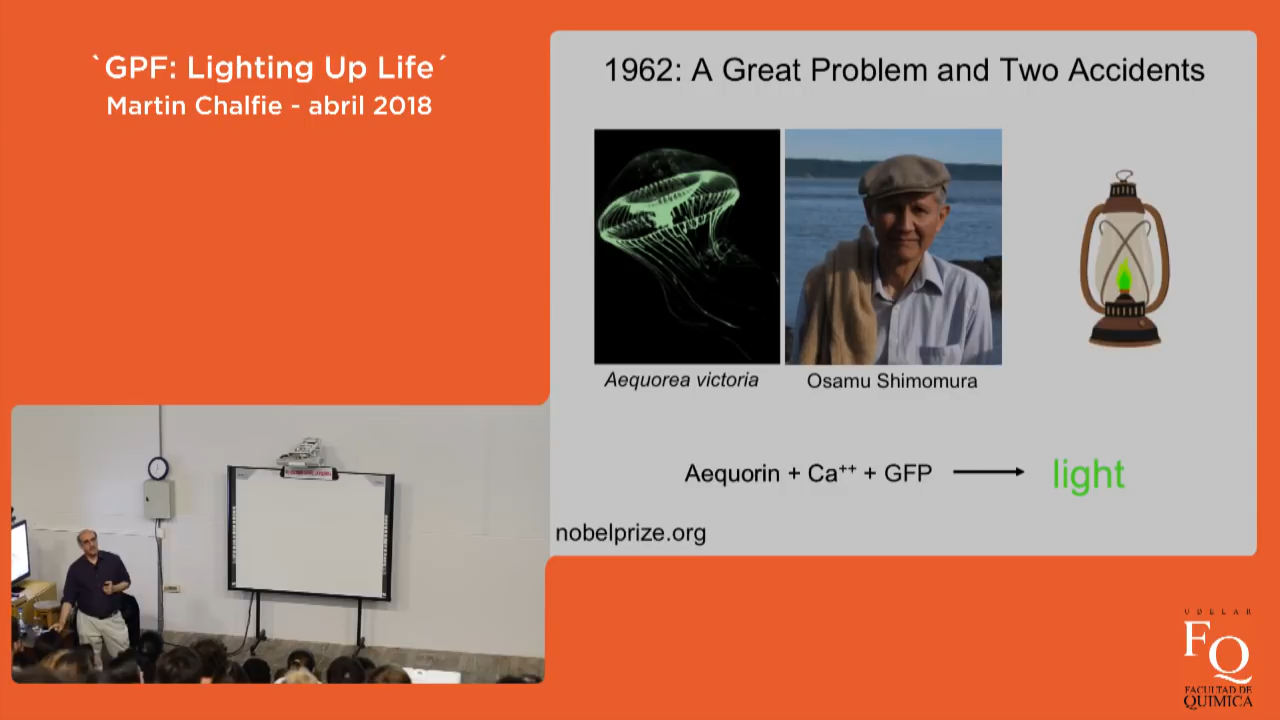 `GPF: Lighting Up Life´
Martin Chalfie - abril 2018
1962: A Great Problem and Two Accidents
Aequorea victoria
Osamu Shimomura
Aequorin + Ca⁺⁺ + GFP ⟶ light
nobelprize.org
UDELAR
FQ
FACULTAD DE
QUIMICA